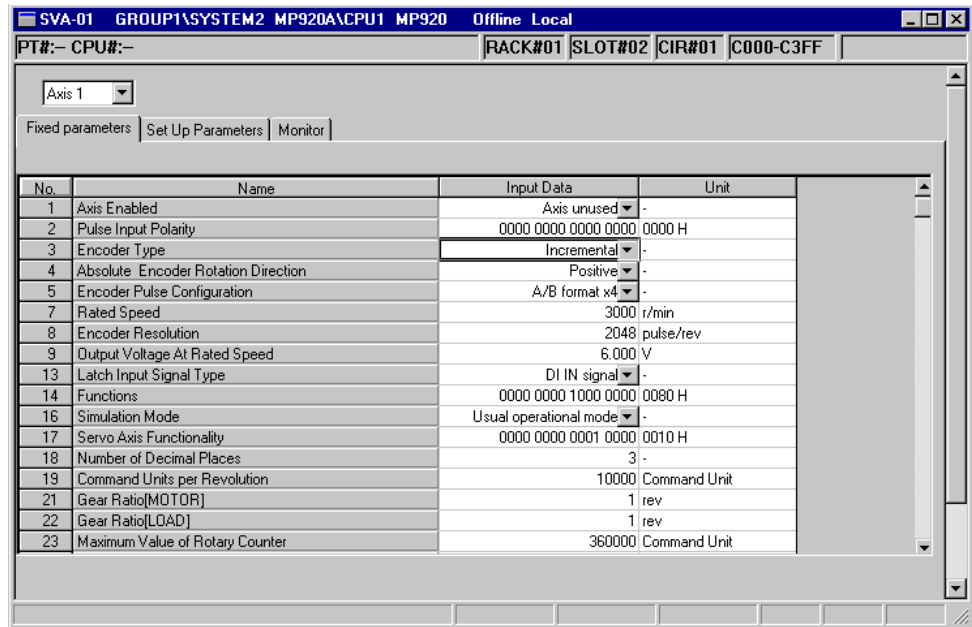 SVA-01 GROUP1\SYSTEM2 MP920A\CPU1 MP920 Offline Local
PT#:– CPU#:– RACK#01 SLOT#02 CIR#01 C000-C3FF
Axis 1
Fixed parameters Set Up Parameters Monitor
No. Name Input Data Unit
1 Axis Enabled Axis unused -
2 Pulse Input Polarity 0000 0000 0000 0000 0000 H
3 Encoder Type Incremental -
4 Absolute Encoder Rotation Direction Positive -
5 Encoder Pulse Configuration A/B format x4 -
7 Rated Speed 3000 r/min
8 Encoder Resolution 2048 pulse/rev
9 Output Voltage At Rated Speed 6.000 V
13 Latch Input Signal Type DI IN signal -
14 Functions 0000 0000 1000 0000 0080 H
16 Simulation Mode Usual operational mode -
17 Servo Axis Functionality 0000 0000 0001 0000 0010 H
18 Number of Decimal Places 3 -
19 Command Units per Revolution 10000 Command Unit
21 Gear Ratio[MOTOR] 1 rev
22 Gear Ratio[LOAD] 1 rev
23 Maximum Value of Rotary Counter 360000 Command Unit